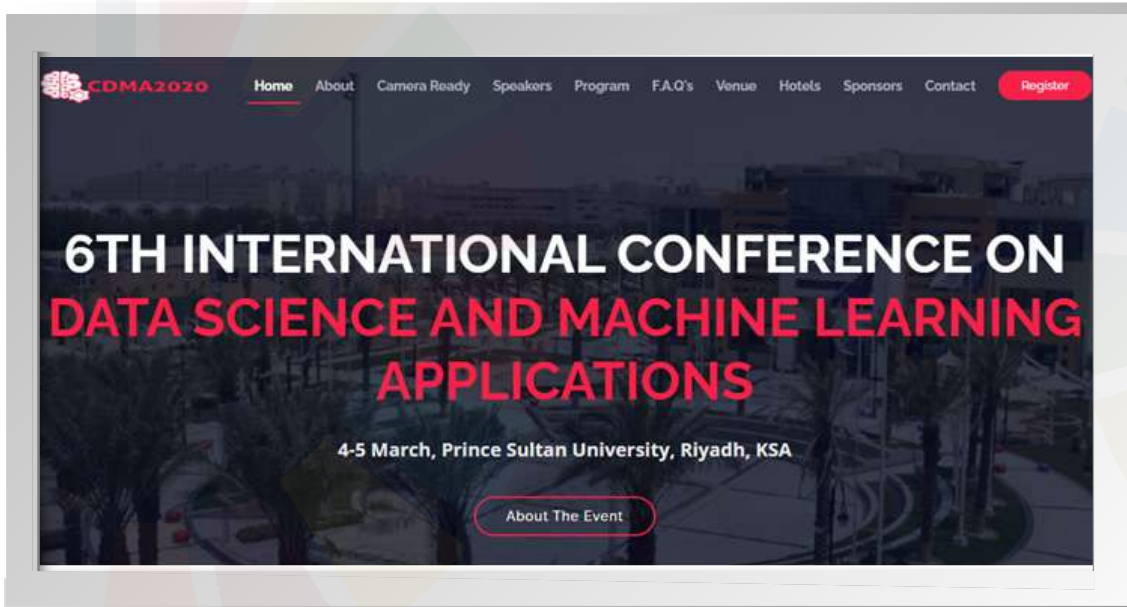 CDMA2020 Home About Camera Ready Speakers Program F.A.Q's Venue Hotels Sponsors Contact Register
6TH INTERNATIONAL CONFERENCE ON
DATA SCIENCE AND MACHINE LEARNING
APPLICATIONS
4-5 March, Prince Sultan University, Riyadh, KSA
About The Event